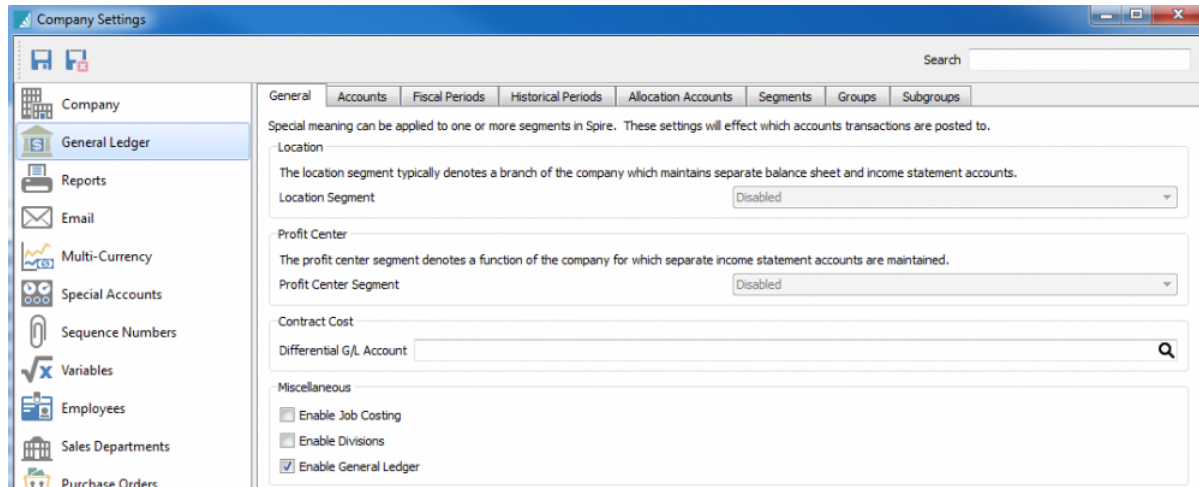 Company Settings
Search
Company
General Ledger
Reports
Email
Multi-Currency
Special Accounts
Sequence Numbers
Variables
Employees
Sales Departments
Purchase Orders
General Accounts Fiscal Periods Historical Periods Allocation Accounts Segments Groups Subgroups
Special meaning can be applied to one or more segments in Spire. These settings will effect which accounts transactions are posted to.
Location
The location segment typically denotes a branch of the company which maintains separate balance sheet and income statement accounts.
Location Segment Disabled
Profit Center
The profit center segment denotes a function of the company for which separate income statement accounts are maintained.
Profit Center Segment Disabled
Contract Cost
Differential G/L Account
Miscellaneous
Enable Job Costing
Enable Divisions
Enable General Ledger